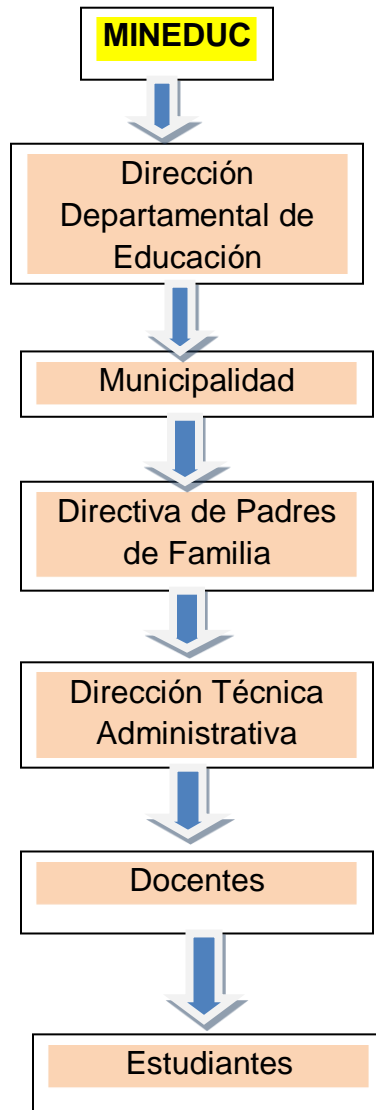 MINEDUC
Dirección
Departamental de
Educación
Municipalidad
Directiva de Padres
de Familia
Dirección Técnica
Administrativa
Docentes
Estudiantes